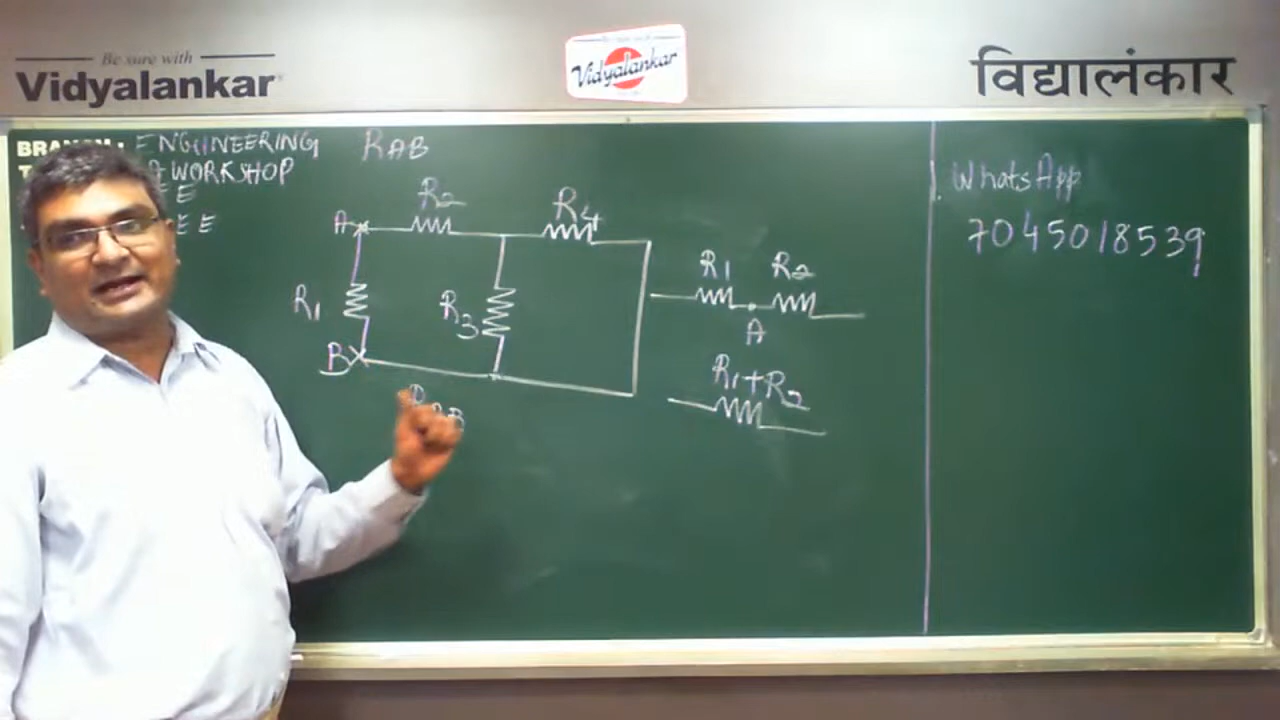 Be sure with
Vidyalankar
Vidyalankar
विद्यालंकार
ENGINEERING
WORKSHOP
E
E E
RAB
A
R2
R4
R1
R3
B
R1 R2
A
R1+R2
WhatsApp
7045018539